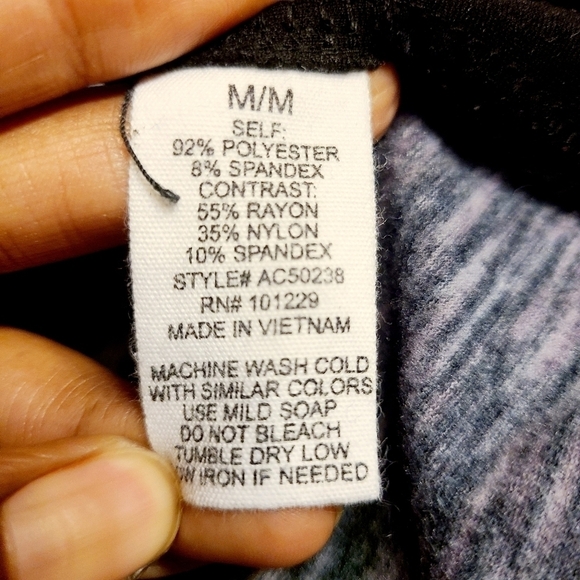 M/M
SELF:
92% POLYESTER
8% SPANDEX
CONTRAST:
55% RAYON
35% NYLON
10% SPANDEX
STYLE# AC50238
RN# 101229
MADE IN VIETNAM
MACHINE WASH COLD
WITH SIMILAR COLORS
USE MILD SOAP
DO NOT BLEACH
TUMBLE DRY LOW
IRON IF NEEDED